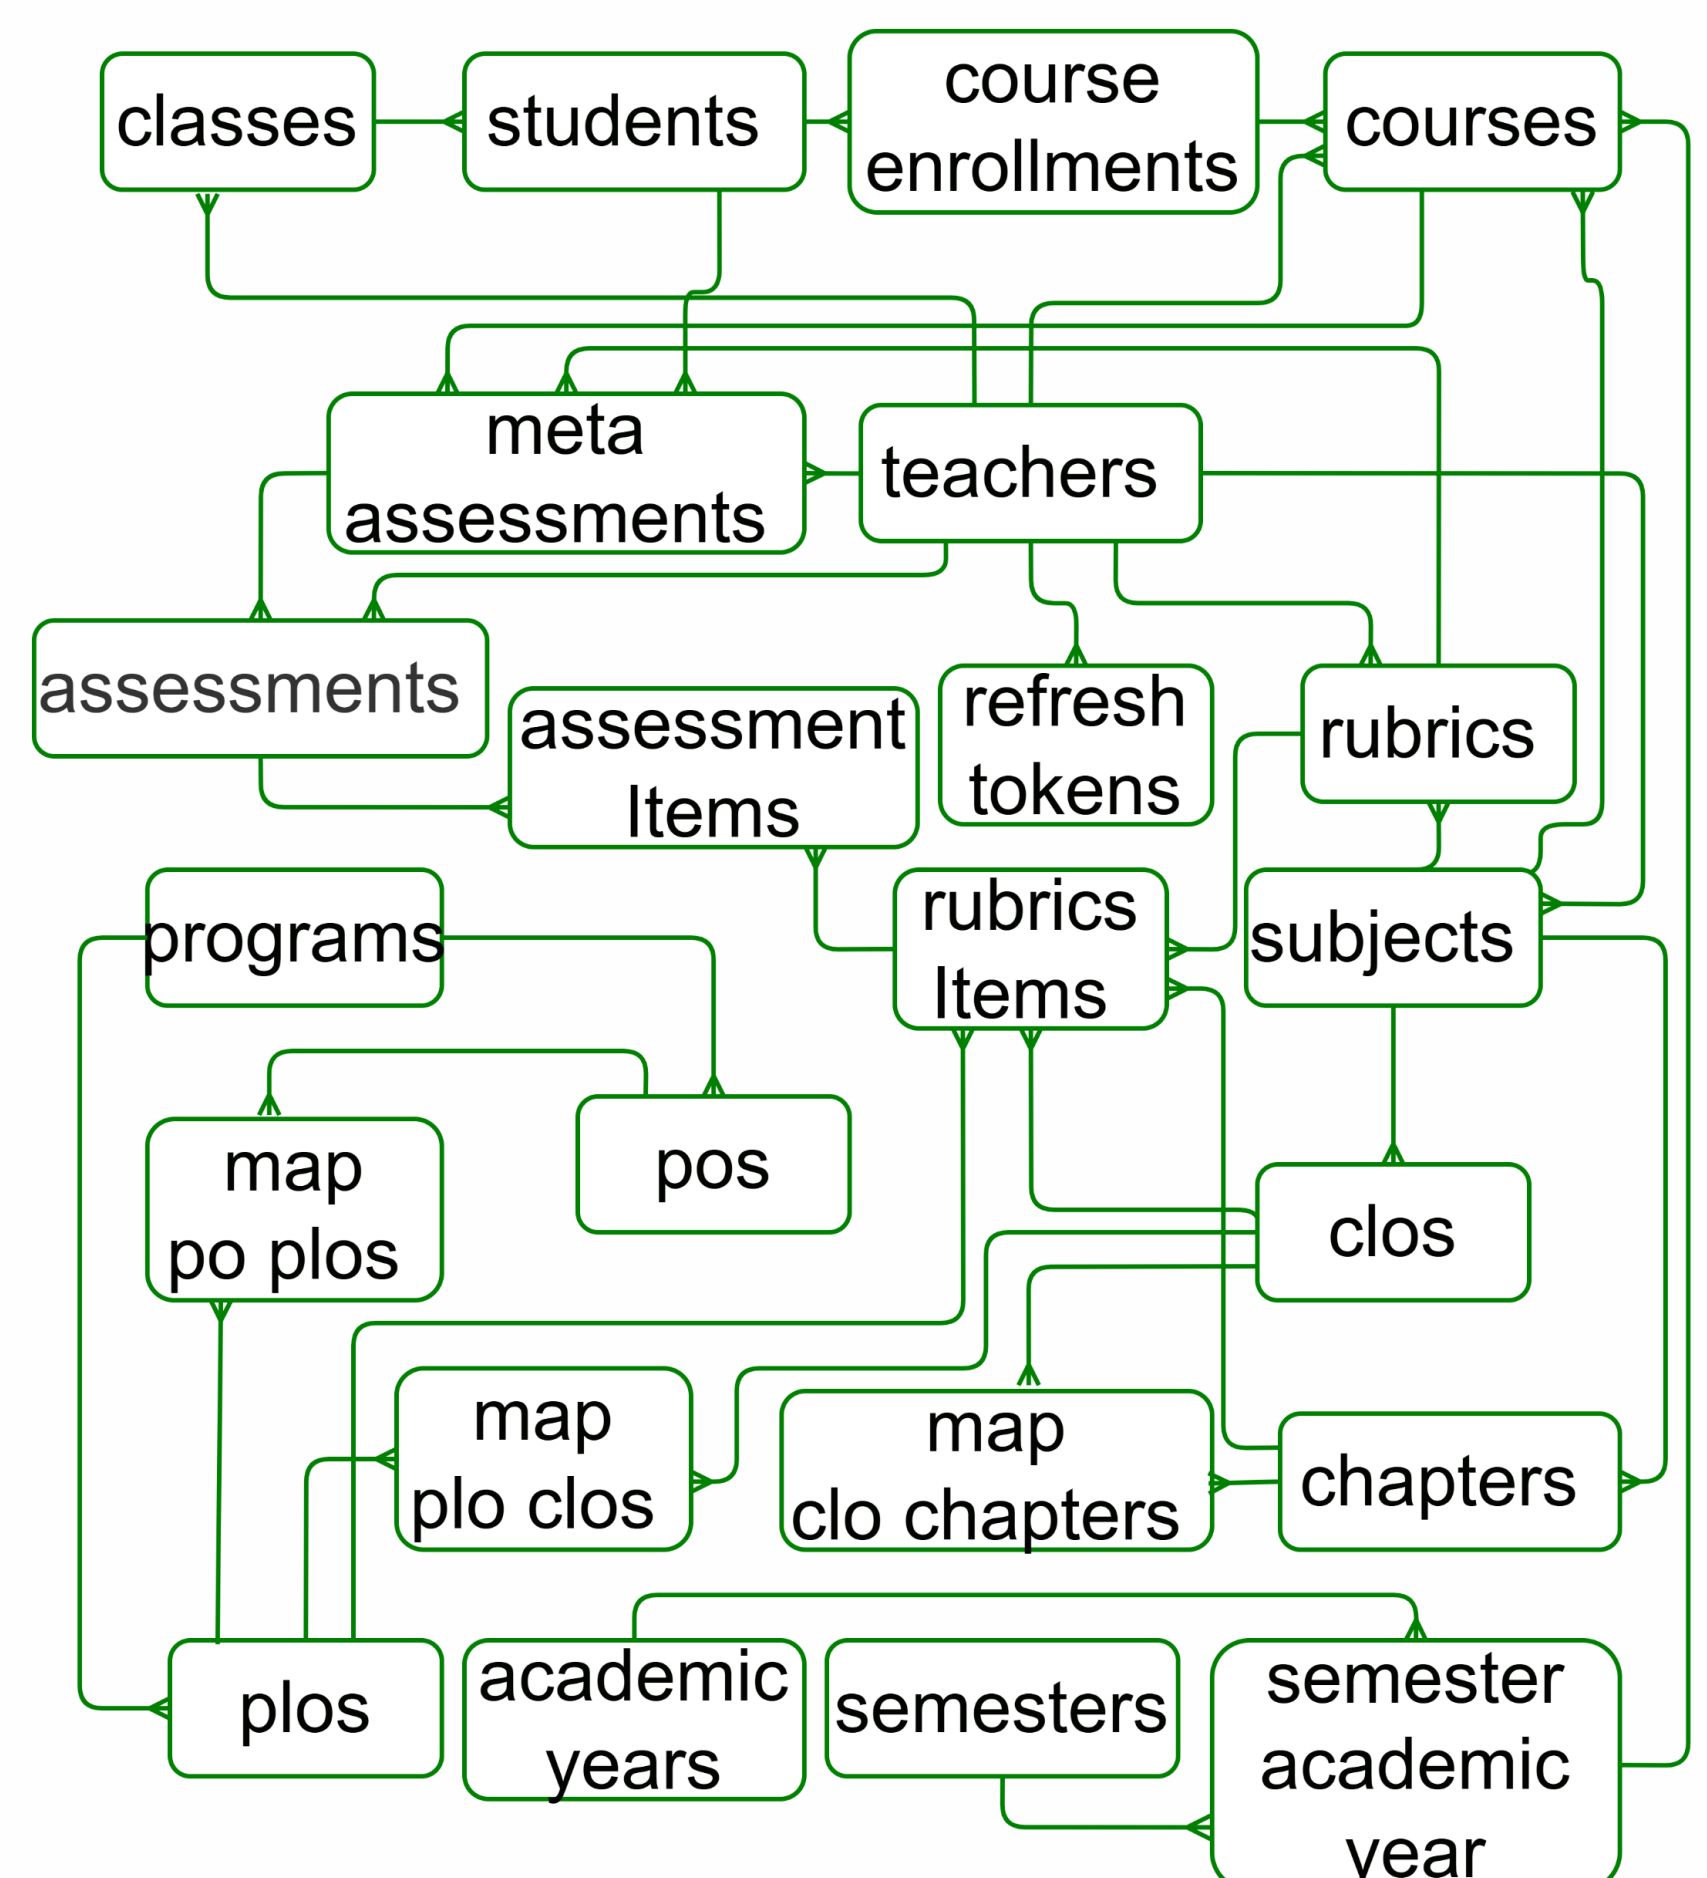 classes
students
course
enrollments
courses
meta
assessments
teachers
assessments
assessment
Items
refresh
tokens
rubrics
programs
rubrics
Items
subjects
map
po plos
pos
clos
map
plo clos
map
clo chapters
chapters
plos
academic
years
semesters
semester
academic
year